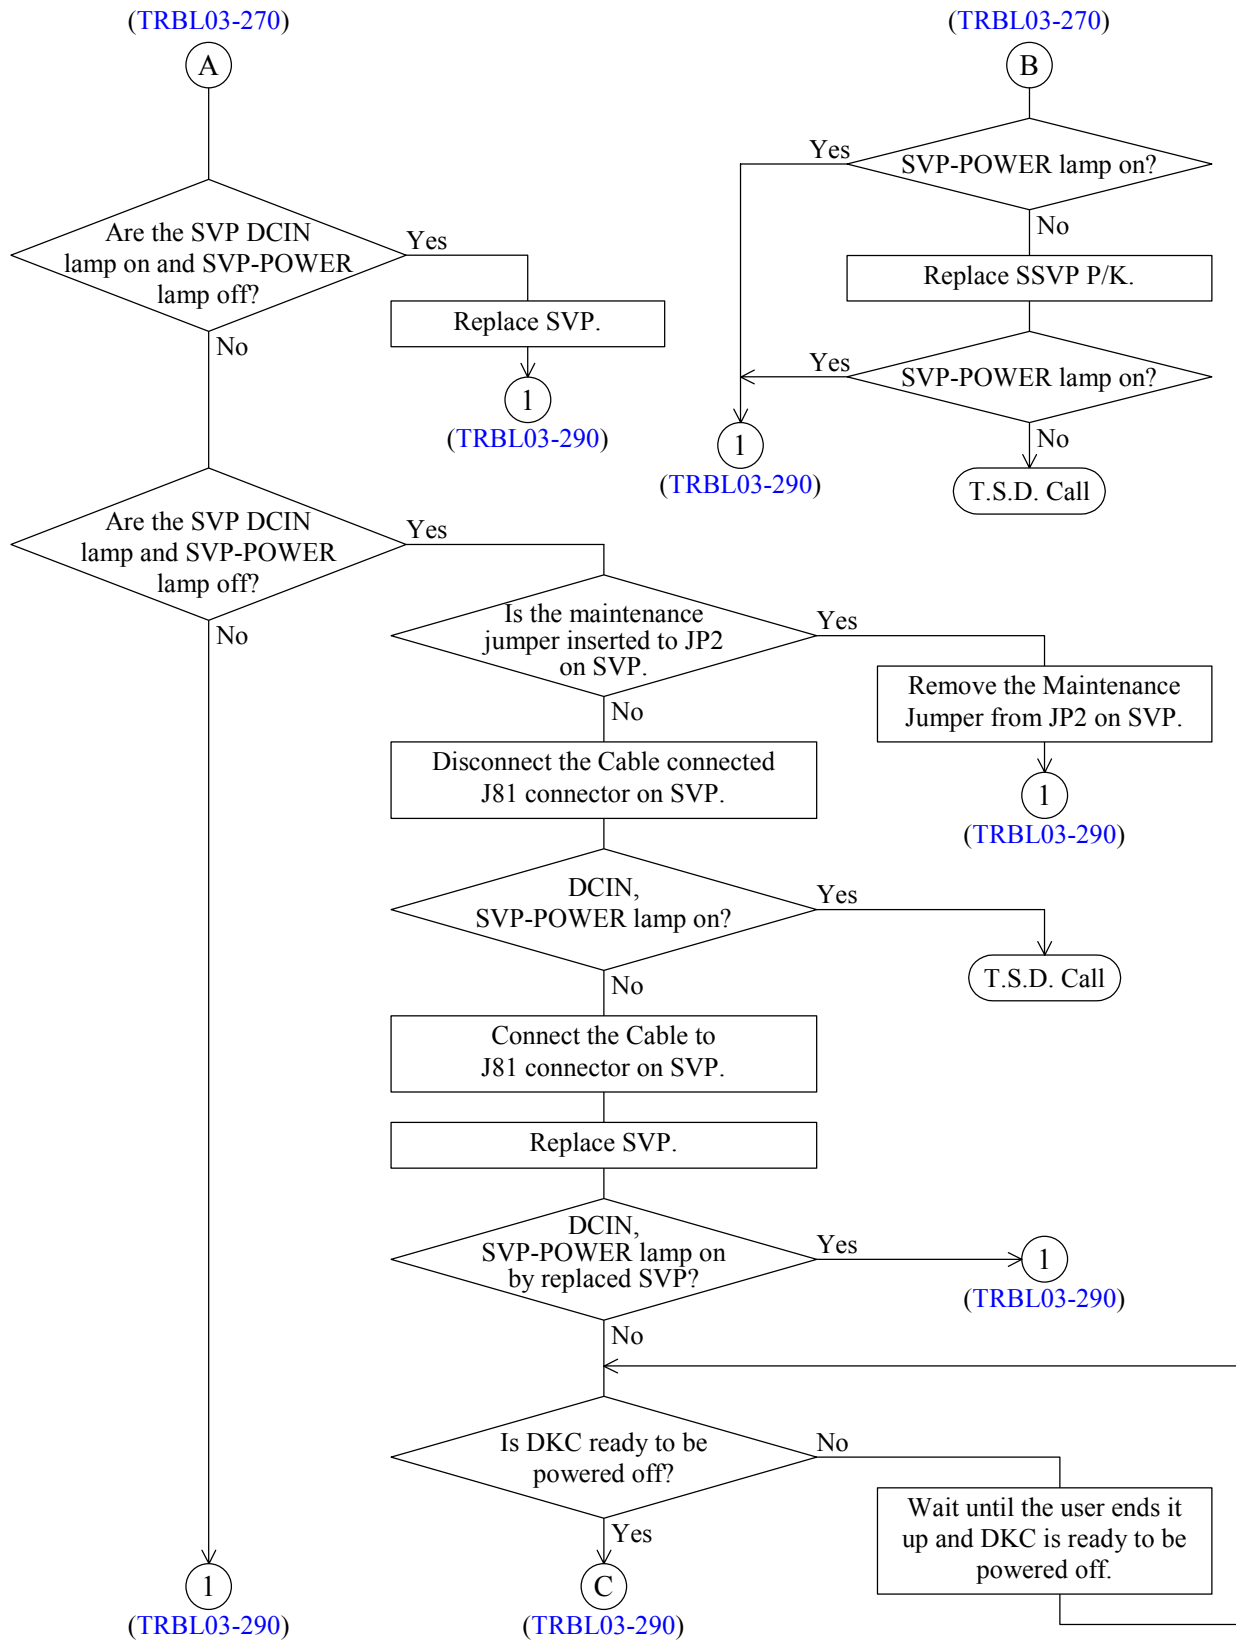 (TRBL03-270)
A
Are the SVP DCIN
lamp on and SVP-POWER
lamp off?
Yes
Replace SVP.
1
(TRBL03-290)
No
Are the SVP DCIN
lamp and SVP-POWER
lamp off?
Yes
No
1
(TRBL03-290)
Is the maintenance
jumper inserted to JP2
on SVP.
Yes
Remove the Maintenance
Jumper from JP2 on SVP.
1
(TRBL03-290)
No
Disconnect the Cable connected
J81 connector on SVP.
DCIN,
SVP-POWER lamp on?
Yes
T.S.D. Call
No
Connect the Cable to
J81 connector on SVP.
Replace SVP.
DCIN,
SVP-POWER lamp on
by replaced SVP?
Yes
1
(TRBL03-290)
No
Is DKC ready to be
powered off?
No
Wait until the user ends it
up and DKC is ready to be
powered off.
Yes
C
(TRBL03-290)
(TRBL03-270)
B
SVP-POWER lamp on?
Yes
No
Replace SSVP P/K.
SVP-POWER lamp on?
Yes
1
(TRBL03-290)
No
T.S.D. Call